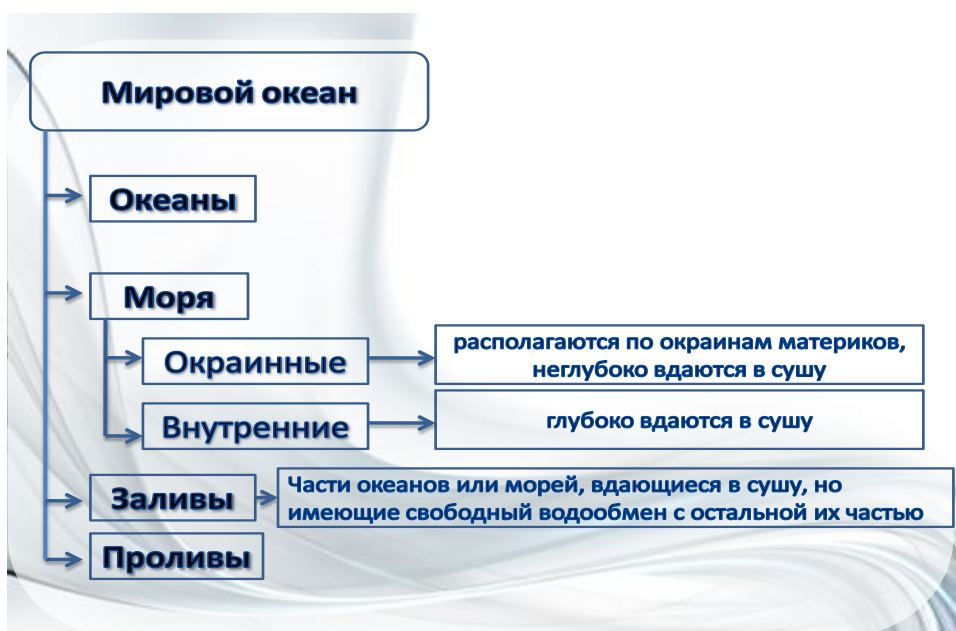 Мировой океан
Океаны
Моря
Окраинные
располагаются по окраинам материков,
неглубоко вдаются в сушу
Внутренние
глубоко вдаются в сушу
Заливы
Части океанов или морей, вдающиеся в сушу, но
имеющие свободный водообмен с остальной их частью
Проливы